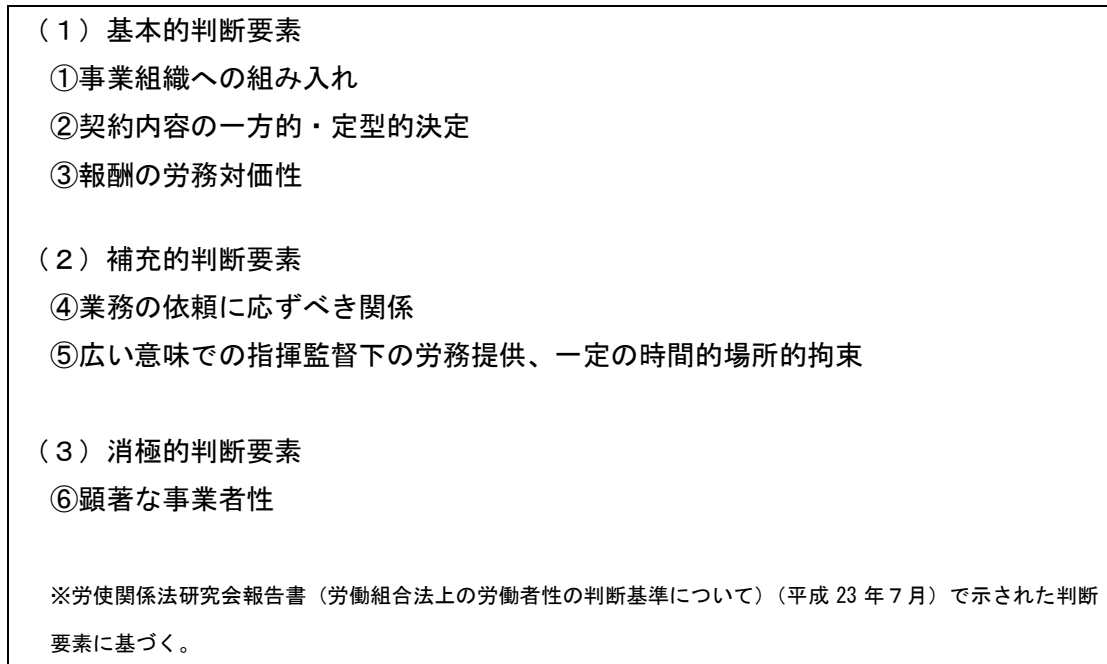 （１）基本的判断要素
①事業組織への組み入れ
②契約内容の一方的・定型的決定
③報酬の労務対価性
（２）補充的判断要素
④業務の依頼に応ずべき関係
⑤広い意味での指揮監督下の労務提供、一定の時間的場所的拘束
（３）消極的判断要素
⑥顕著な事業者性
※労使関係法研究会報告書（労働組合法上の労働者性の判断基準について）（平成 23 年７月）で示された判断
要素に基づく。